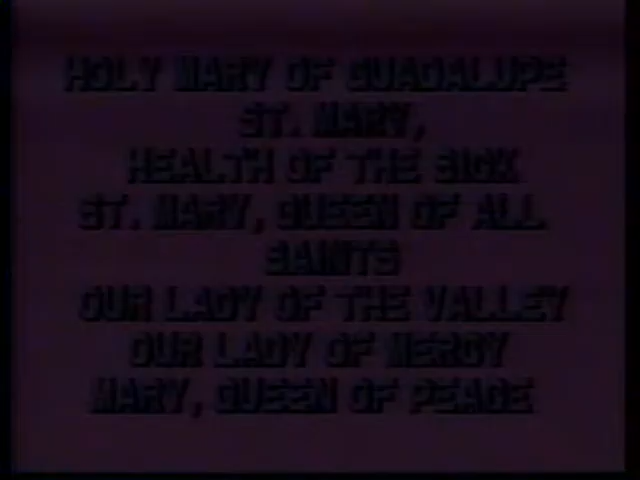 HOLY MARY OF GUADALUPE
ST. MARY,
HEALTH OF THE SICK
ST. MARY, QUEEN OF ALL
SAINTS
OUR LADY OF THE VALLEY
OUR LADY OF MERCY
MARY, QUEEN OF PEACE